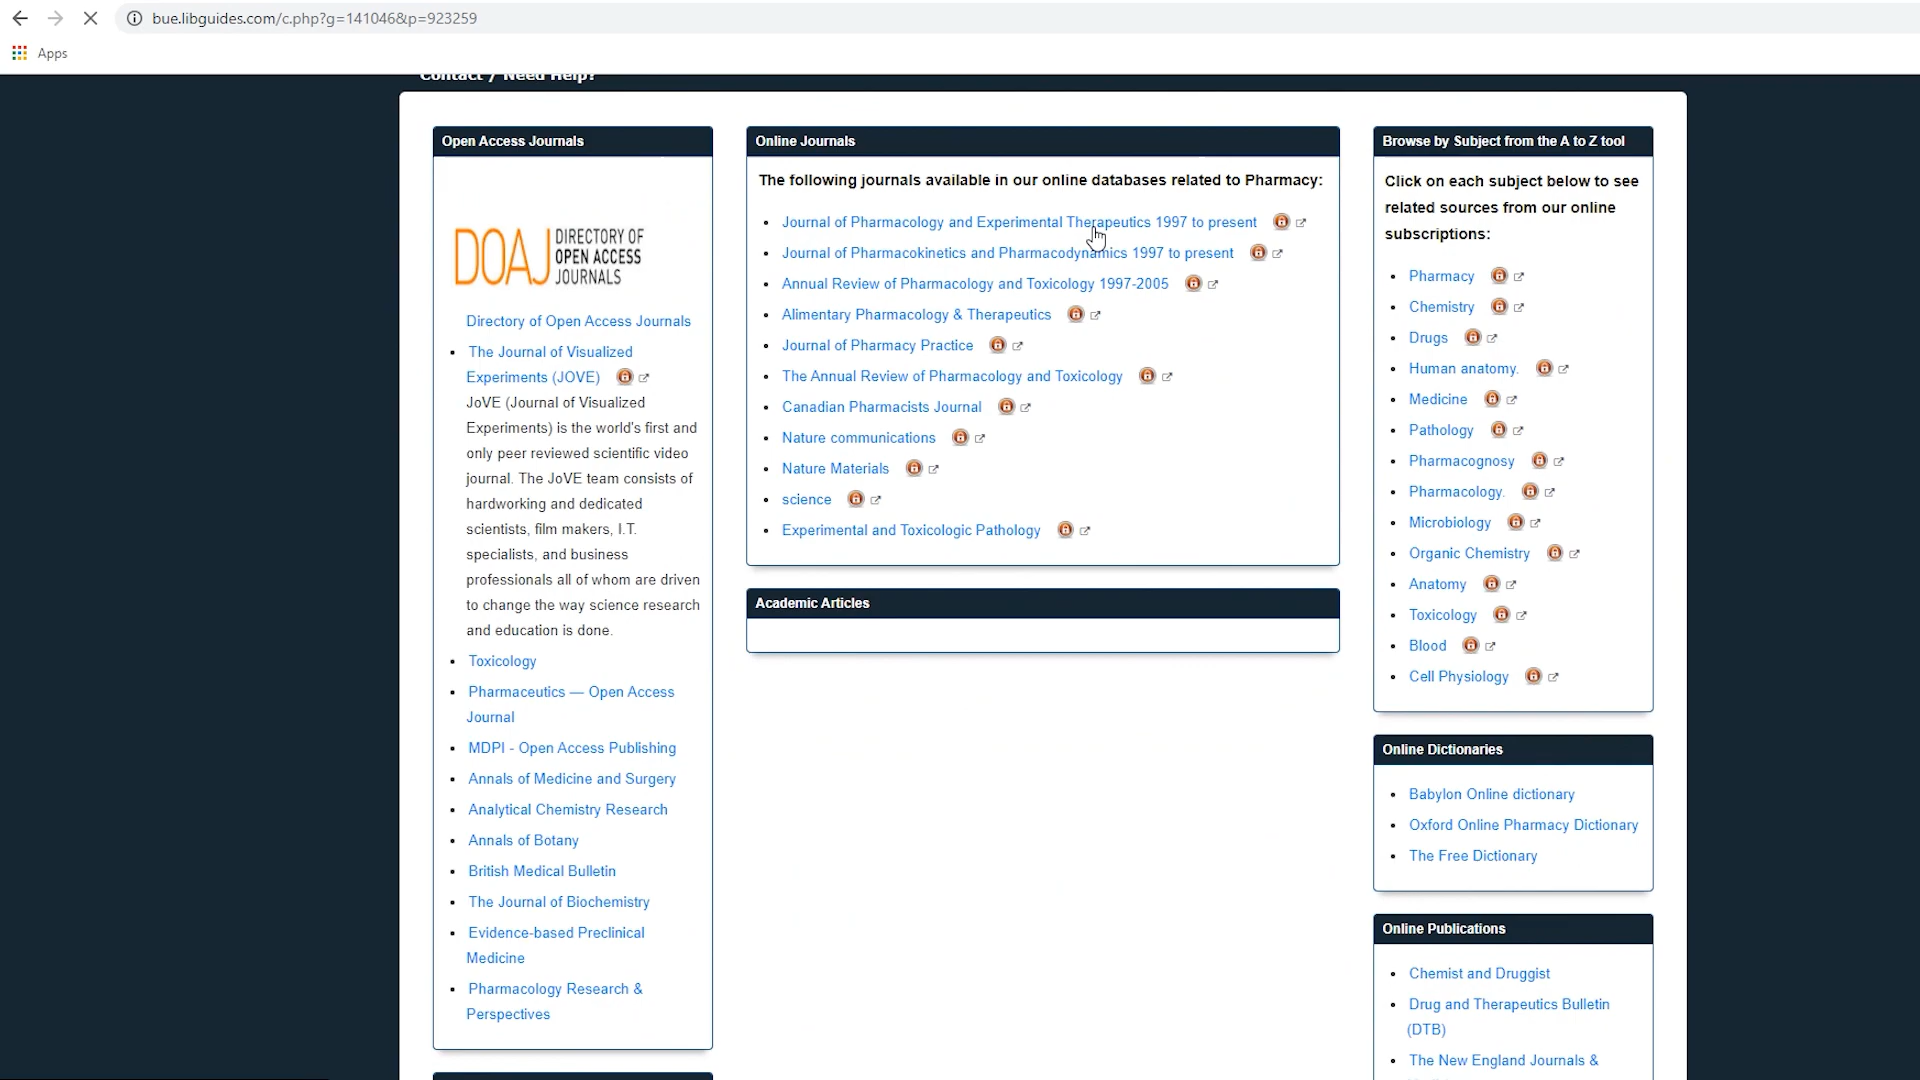 bue.libguides.com/c.php?g=141046&p=923259
Apps
Contact / Need Help?
Open Access Journals
DOAJ DIRECTORY OF
OPEN ACCESS
JOURNALS
Directory of Open Access Journals
• The Journal of Visualized
Experiments (JOVE)
JoVE (Journal of Visualized
Experiments) is the world's first and
only peer reviewed scientific video
journal. The JoVE team consists of
hardworking and dedicated
scientists, film makers, I.T.
specialists, and business
professionals all of whom are driven
to change the way science research
and education is done.
• Toxicology
• Pharmaceutics — Open Access
Journal
• MDPI - Open Access Publishing
• Annals of Medicine and Surgery
• Analytical Chemistry Research
• Annals of Botany
• British Medical Bulletin
• The Journal of Biochemistry
• Evidence-based Preclinical
Medicine
• Pharmacology Research &
Perspectives
Online Journals
The following journals available in our online databases related to Pharmacy:
• Journal of Pharmacology and Experimental Therapeutics 1997 to present
• Journal of Pharmacokinetics and Pharmacodynamics 1997 to present
• Annual Review of Pharmacology and Toxicology 1997-2005
• Alimentary Pharmacology & Therapeutics
• Journal of Pharmacy Practice
• The Annual Review of Pharmacology and Toxicology
• Canadian Pharmacists Journal
• Nature communications
• Nature Materials
• science
• Experimental and Toxicologic Pathology
Academic Articles
Browse by Subject from the A to Z tool
Click on each subject below to see
related sources from our online
subscriptions:
• Pharmacy
• Chemistry
• Drugs
• Human anatomy.
• Medicine
• Pathology
• Pharmacognosy
• Pharmacology.
• Microbiology
• Organic Chemistry
• Anatomy
• Toxicology
• Blood
• Cell Physiology
Online Dictionaries
• Babylon Online dictionary
• Oxford Online Pharmacy Dictionary
• The Free Dictionary
Online Publications
• Chemist and Druggist
• Drug and Therapeutics Bulletin
(DTB)
• The New England Journals &